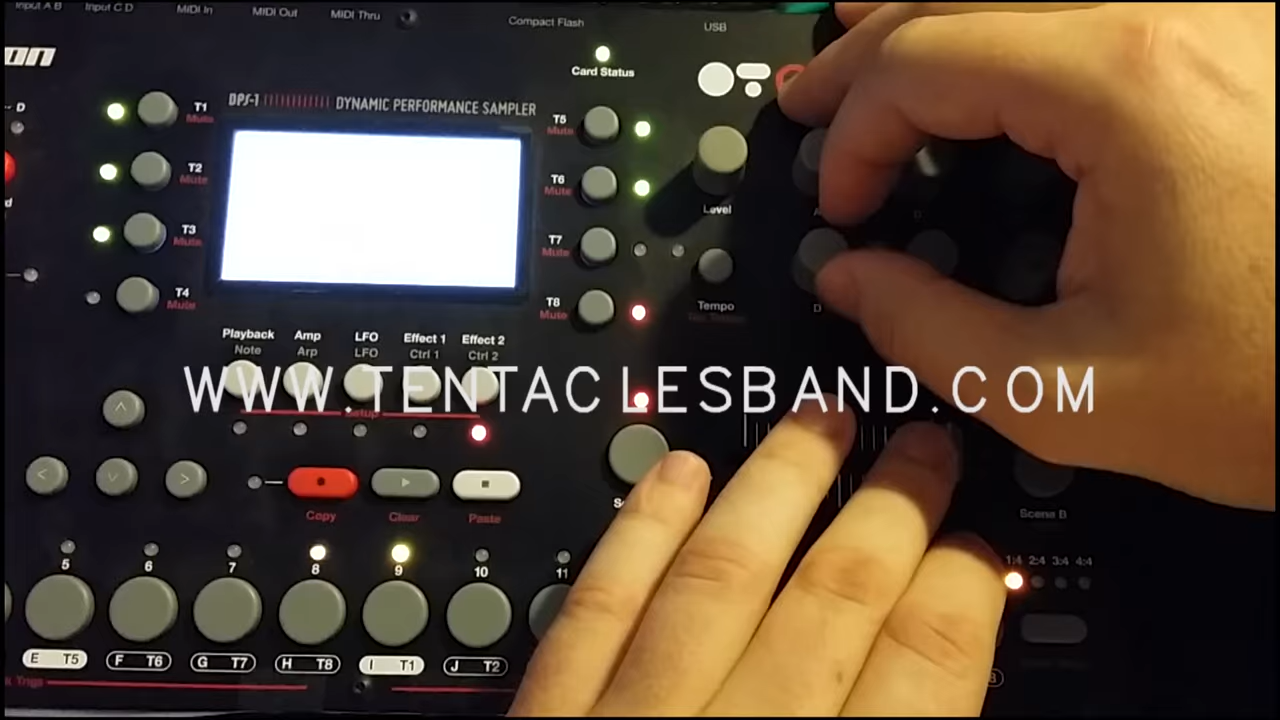 Input A B
Input C D
MIDI In
MIDI Out
MIDI Thru
Compact Flash
USB
Card Status
DPS-1
DYNAMIC PERFORMANCE SAMPLER
D
T1
Mute
T2
Mute
T3
Mute
T4
Mute
T5
Mute
T6
Mute
T7
Mute
T8
Mute
Level
Tempo
D
Playback Amp LFO Effect 1 Effect 2
Note Arp LFO Ctrl 1 Ctrl 2
WWW.TENTACLESBAND.COM
Setup
Copy Clear Paste
Scene B
1:4 2:4 3:4 4:4
5 6 7 8 9 10 11
E T5 F T6 G T7 H T8 I T1 J T2
Trigs